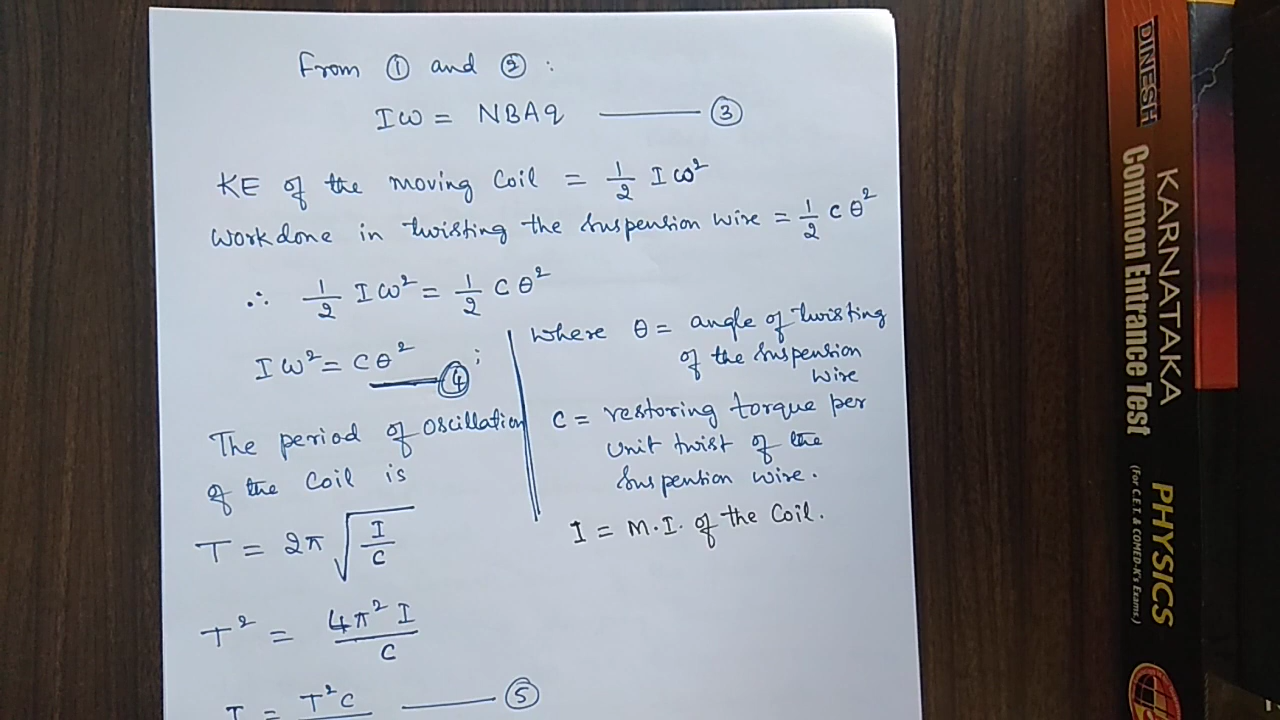 From ① and ② :
Iω = NBAq ——— ③
KE of the moving Coil = 1/2 Iω²
Workdone in twisting the suspension wire = 1/2 cθ²
∴ 1/2 Iω² = 1/2 cθ²
Iω² = cθ² ; —— ④
The period of oscillation
of the Coil is
T = 2π √(I/c)
T² = 4π² I / c
I = T² c ——— ⑤
where θ = angle of twisting
of the suspension
wire
C = restoring torque per
unit twist of the
suspension wire.
I = M.I. of the Coil.
DINESH
KARNATAKA
Common Entrance Test
(For C.E.T. & COMED-K's Exams.)
PHYSICS